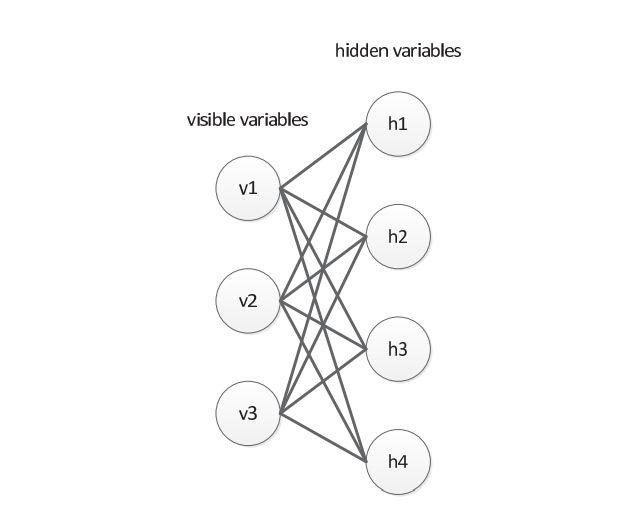 hidden variables
visible variables
h1
v1
h2
v2
h3
v3
h4